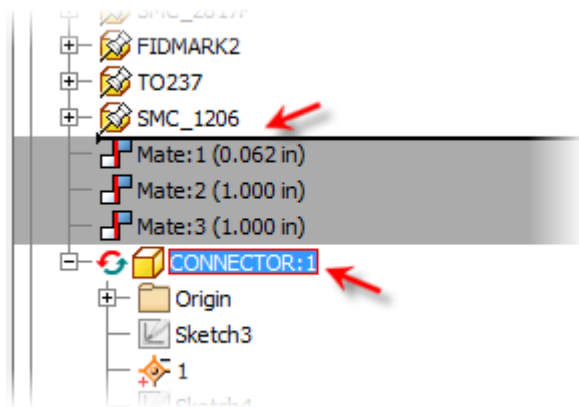 FIDMARK2
TO237
SMC_1206
Mate:1 (0.062 in)
Mate:2 (1.000 in)
Mate:3 (1.000 in)
CONNECTOR:1
Origin
Sketch3
1